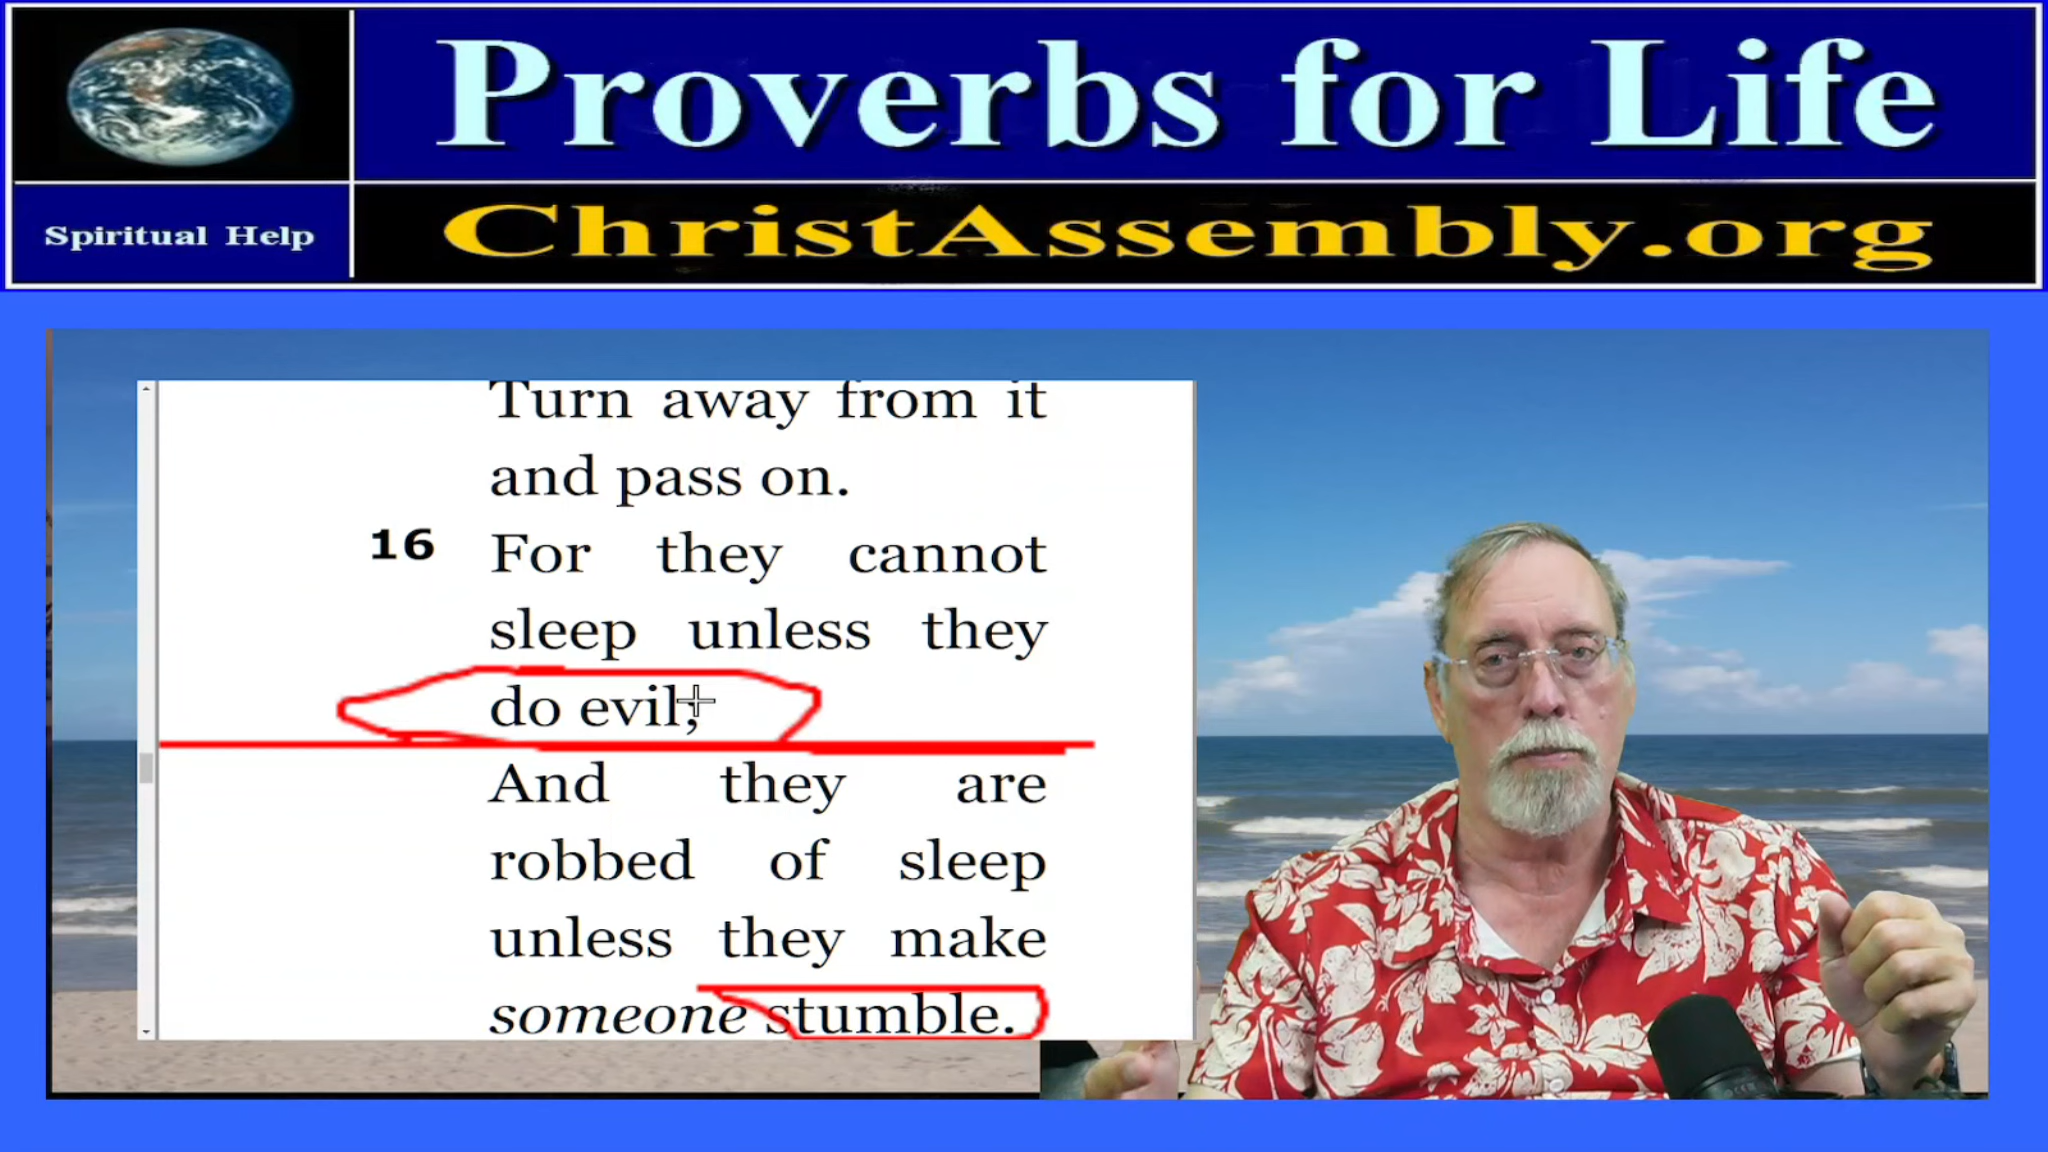 Proverbs for Life
Spiritual Help
ChristAssembly.org
Turn away from it
and pass on.
16 For they cannot
sleep unless they
do evil;
And they are
robbed of sleep
unless they make
someone stumble.